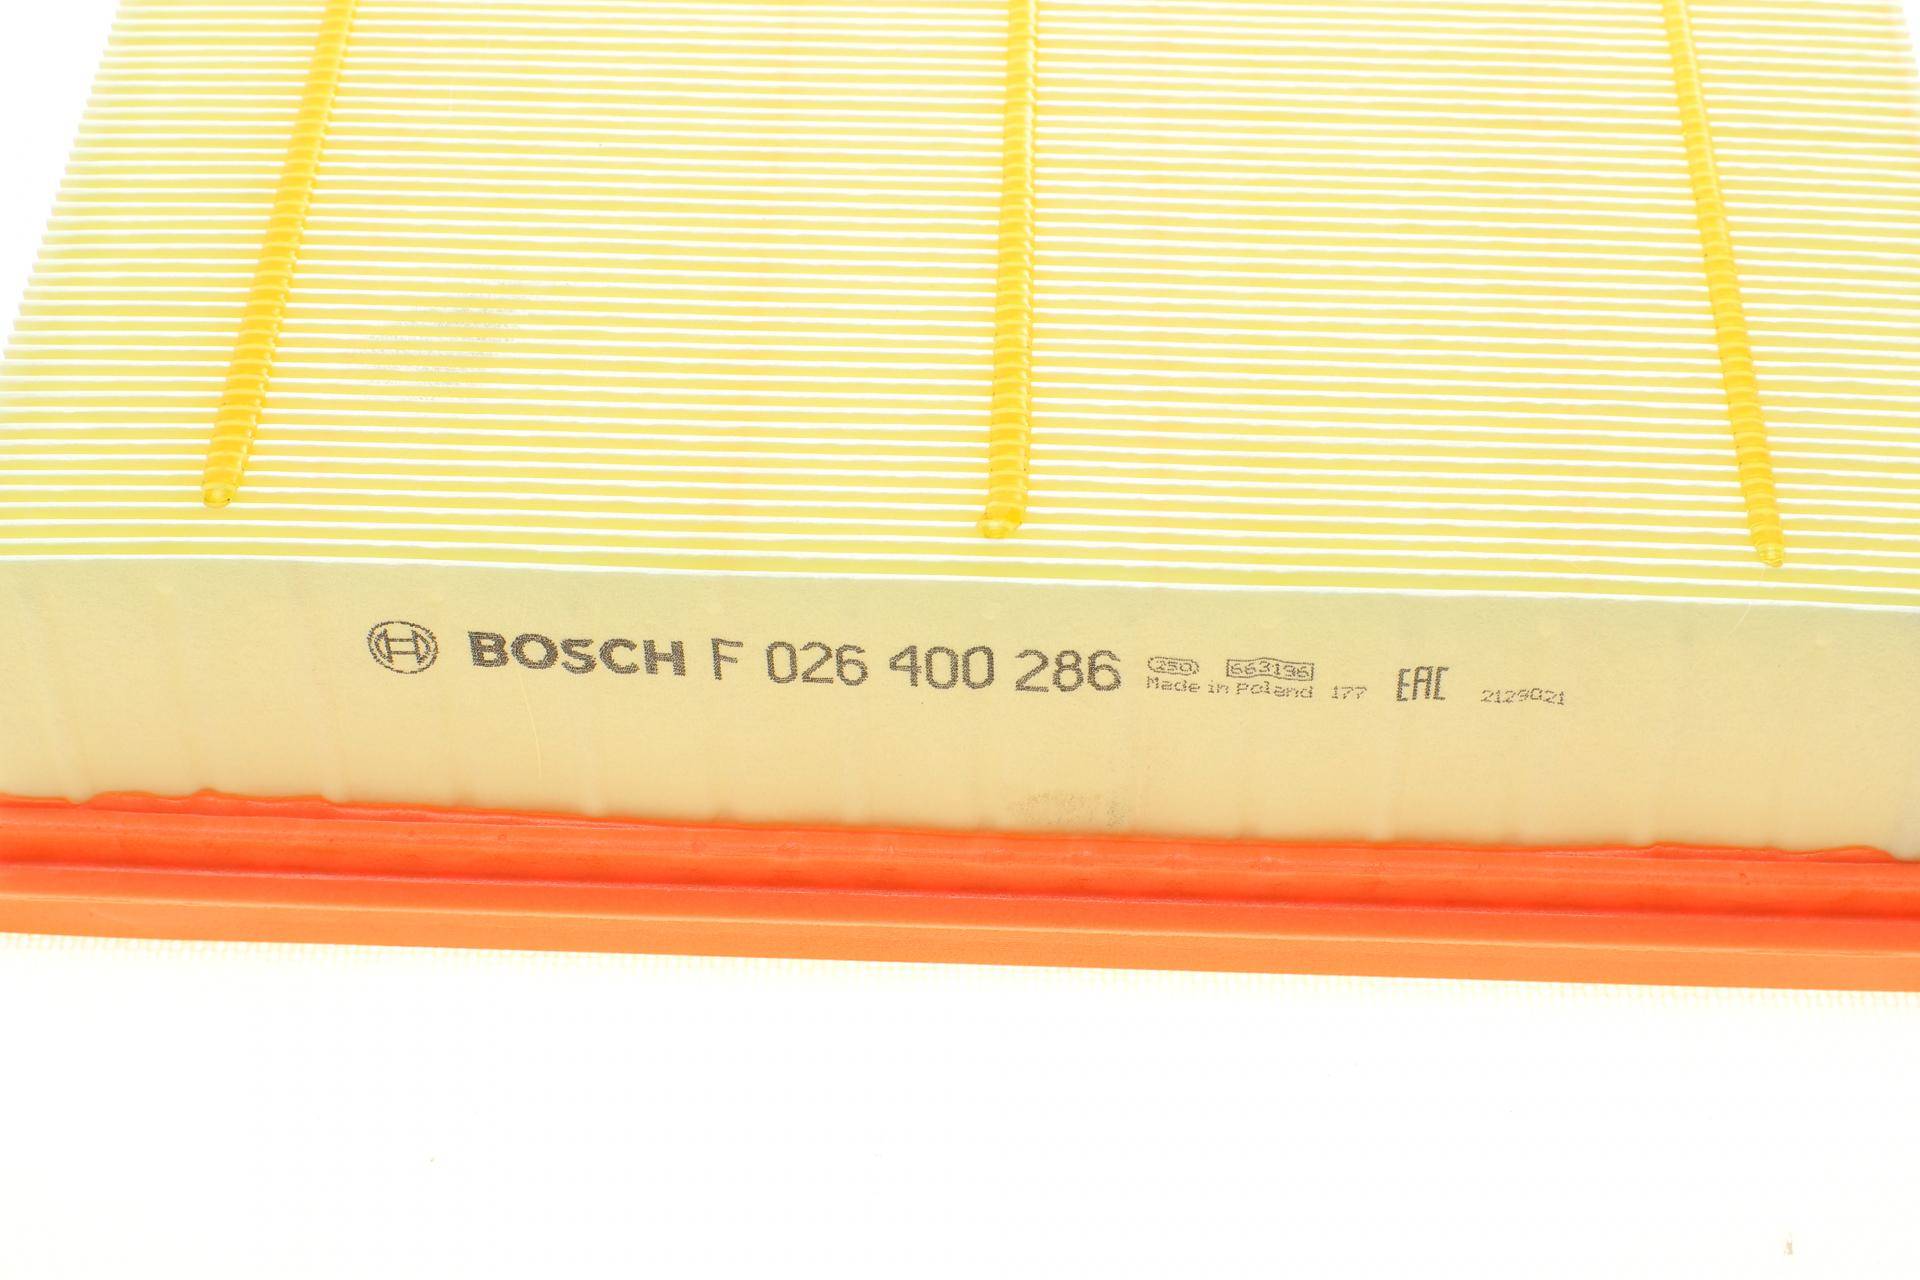 BOSCH F 026 400 286 250 663196 EAC 2129021
Made in Poland 177